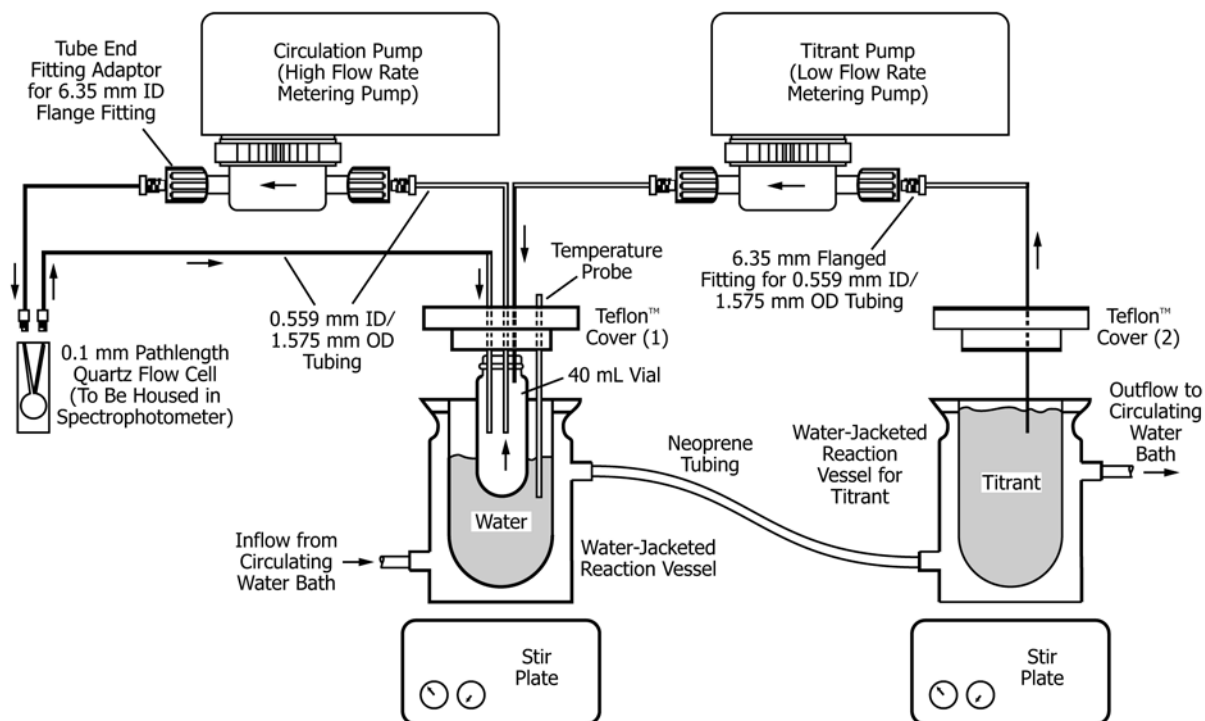 Tube End
Fitting Adaptor
for 6.35 mm ID
Flange Fitting
Circulation Pump
(High Flow Rate
Metering Pump)
Titrant Pump
(Low Flow Rate
Metering Pump)
Temperature
Probe
6.35 mm Flanged
Fitting for 0.559 mm ID/
1.575 mm OD Tubing
0.559 mm ID/
1.575 mm OD
Tubing
Teflon™
Cover (1)
Teflon™
Cover (2)
0.1 mm Pathlength
Quartz Flow Cell
(To Be Housed in
Spectrophotometer)
40 mL Vial
Outflow to
Circulating
Water
Bath
Neoprene
Tubing
Water-Jacketed
Reaction
Vessel for
Titrant
Titrant
Water
Inflow from
Circulating
Water Bath
Water-Jacketed
Reaction Vessel
Stir
Plate
Stir
Plate